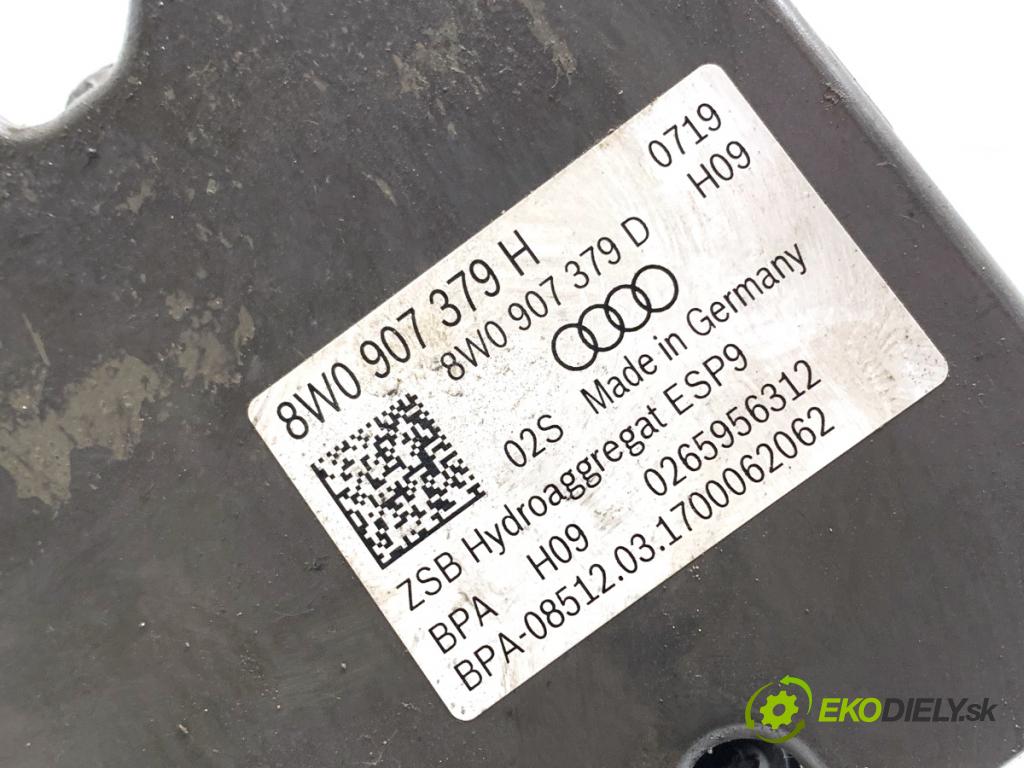 8W0 907 379 H
0719
8W0 907 379 D
H09
02S Made in Germany
ZSB Hydroaggregat ESP9
BPA H09 0265956312
BPA-08512.03.1700062062
EKODIELY.sk